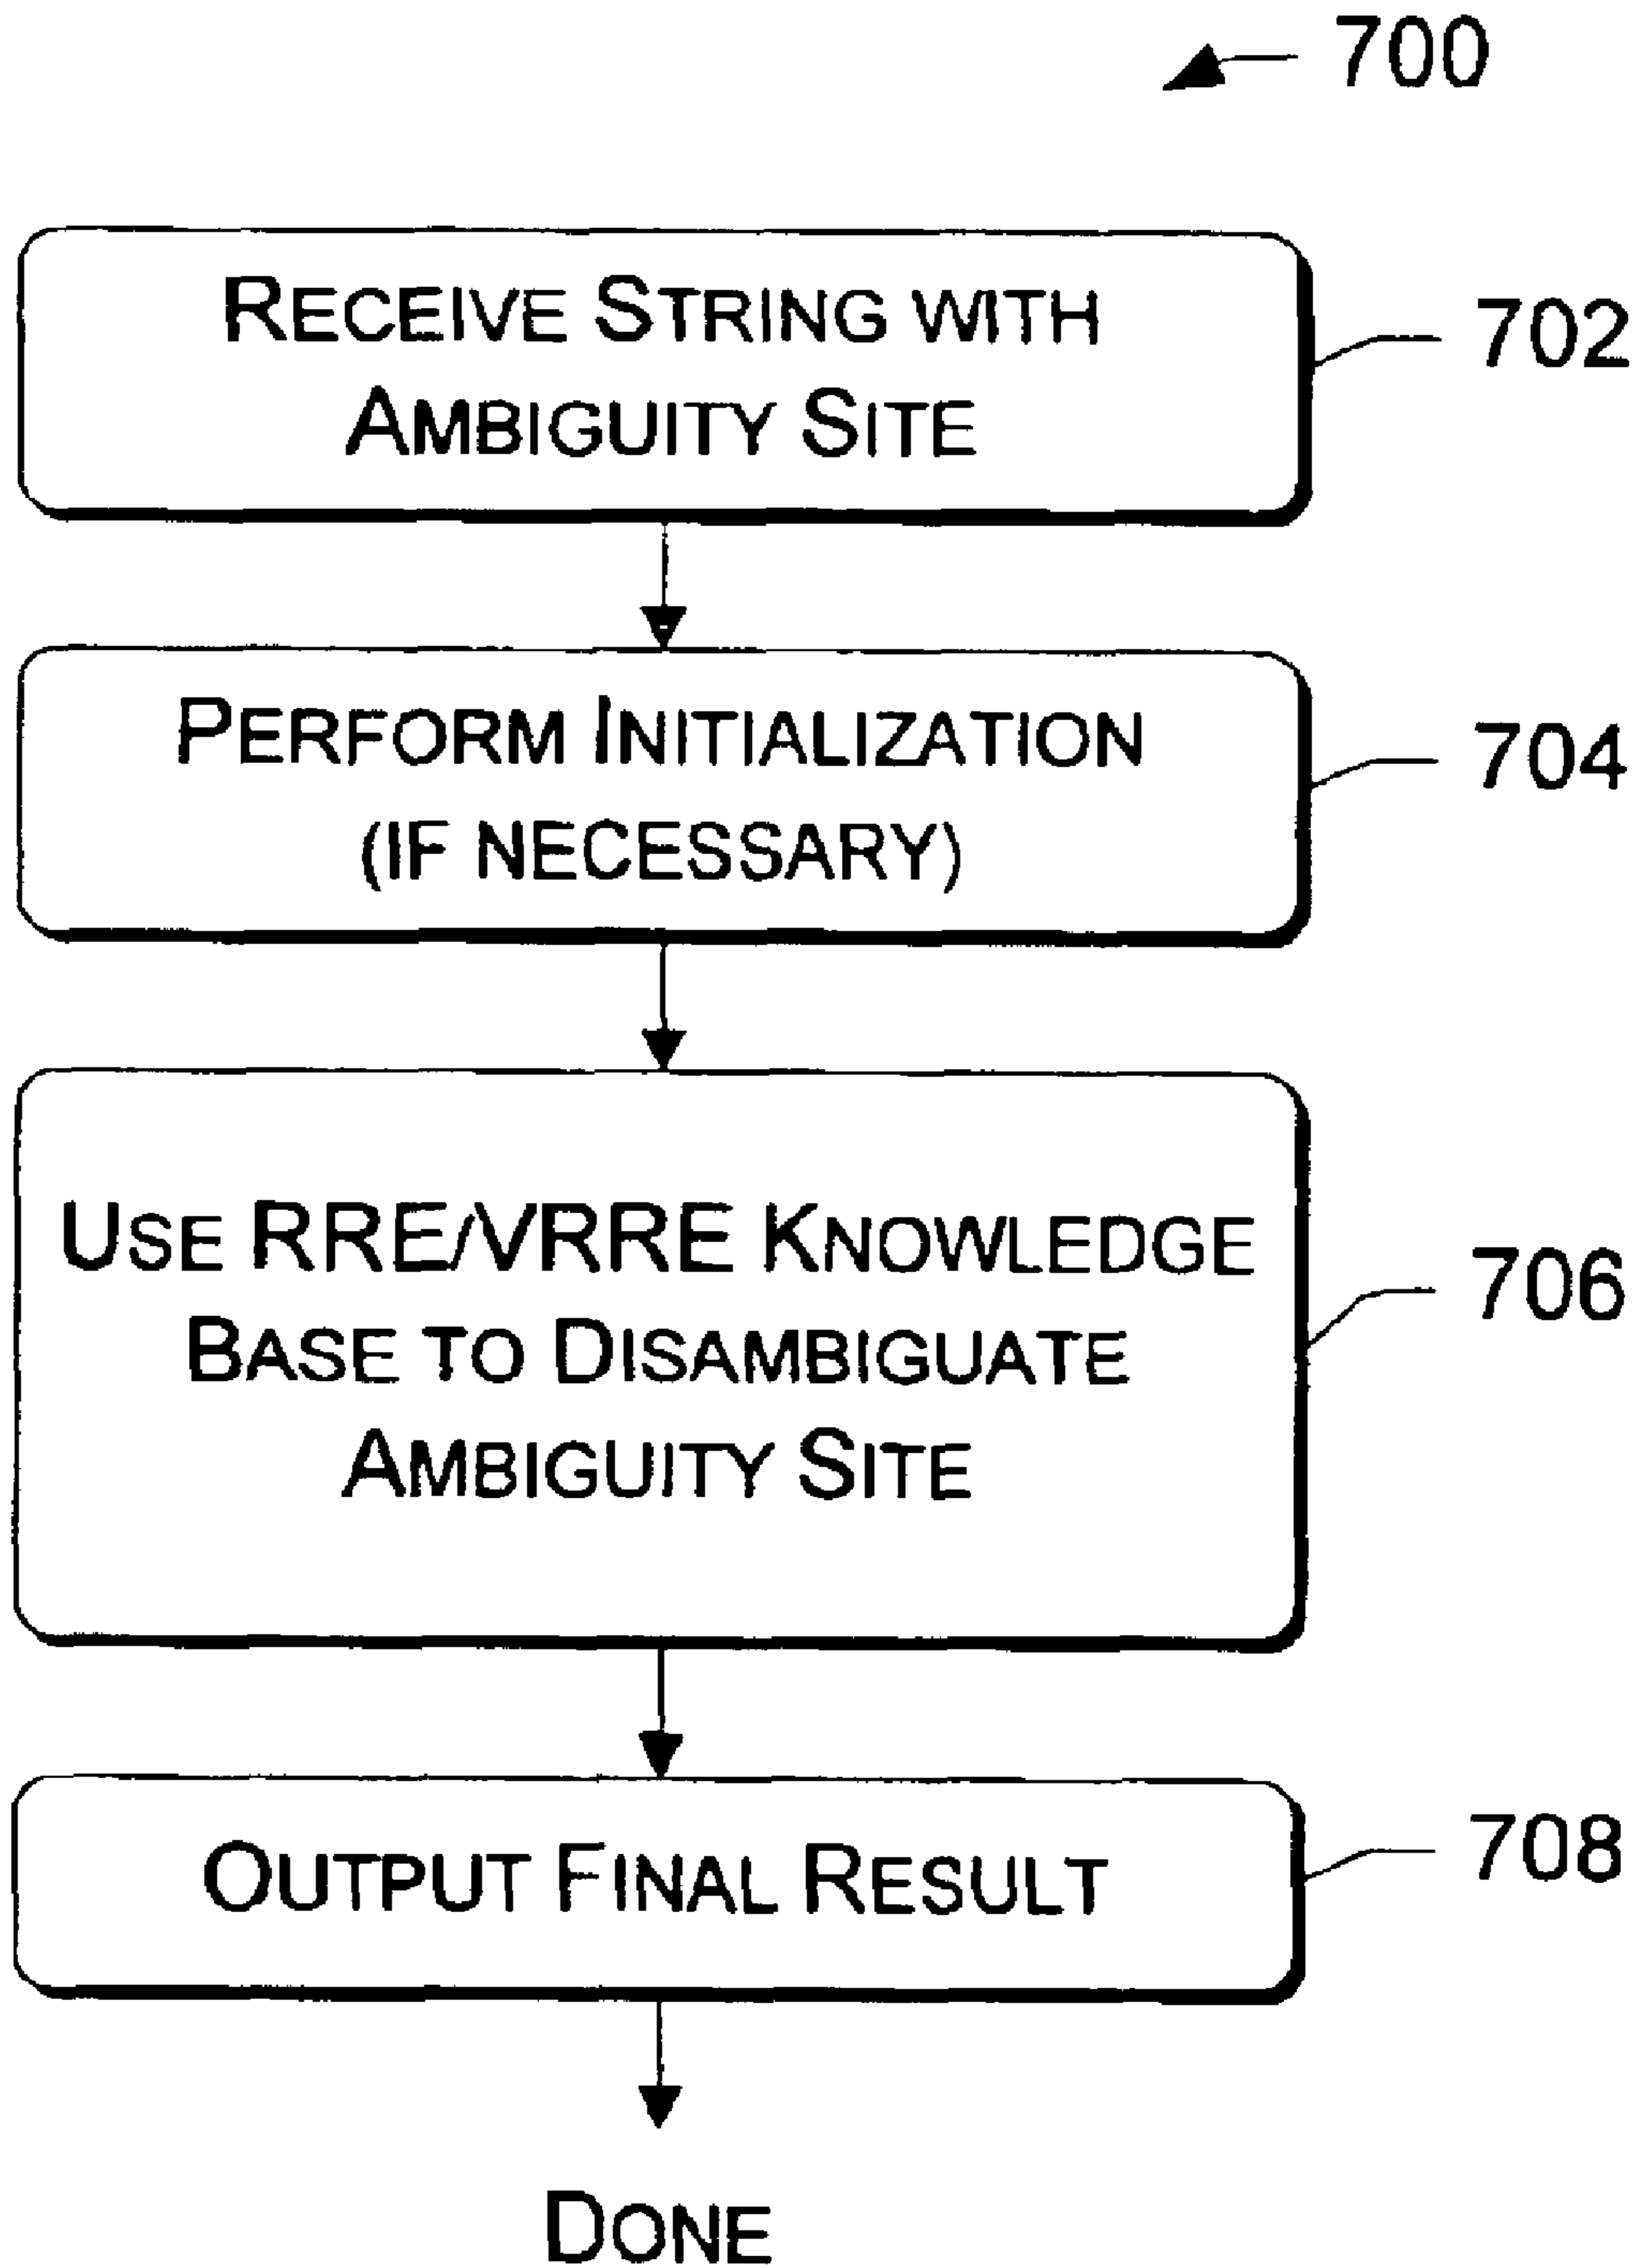 700
RECEIVE STRING WITH
AMBIGUITY SITE
702
PERFORM INITIALIZATION
(IF NECESSARY)
704
USE RRE/VRRE KNOWLEDGE
BASE TO DISAMBIGUATE
AMBIGUITY SITE
706
OUTPUT FINAL RESULT
708
DONE